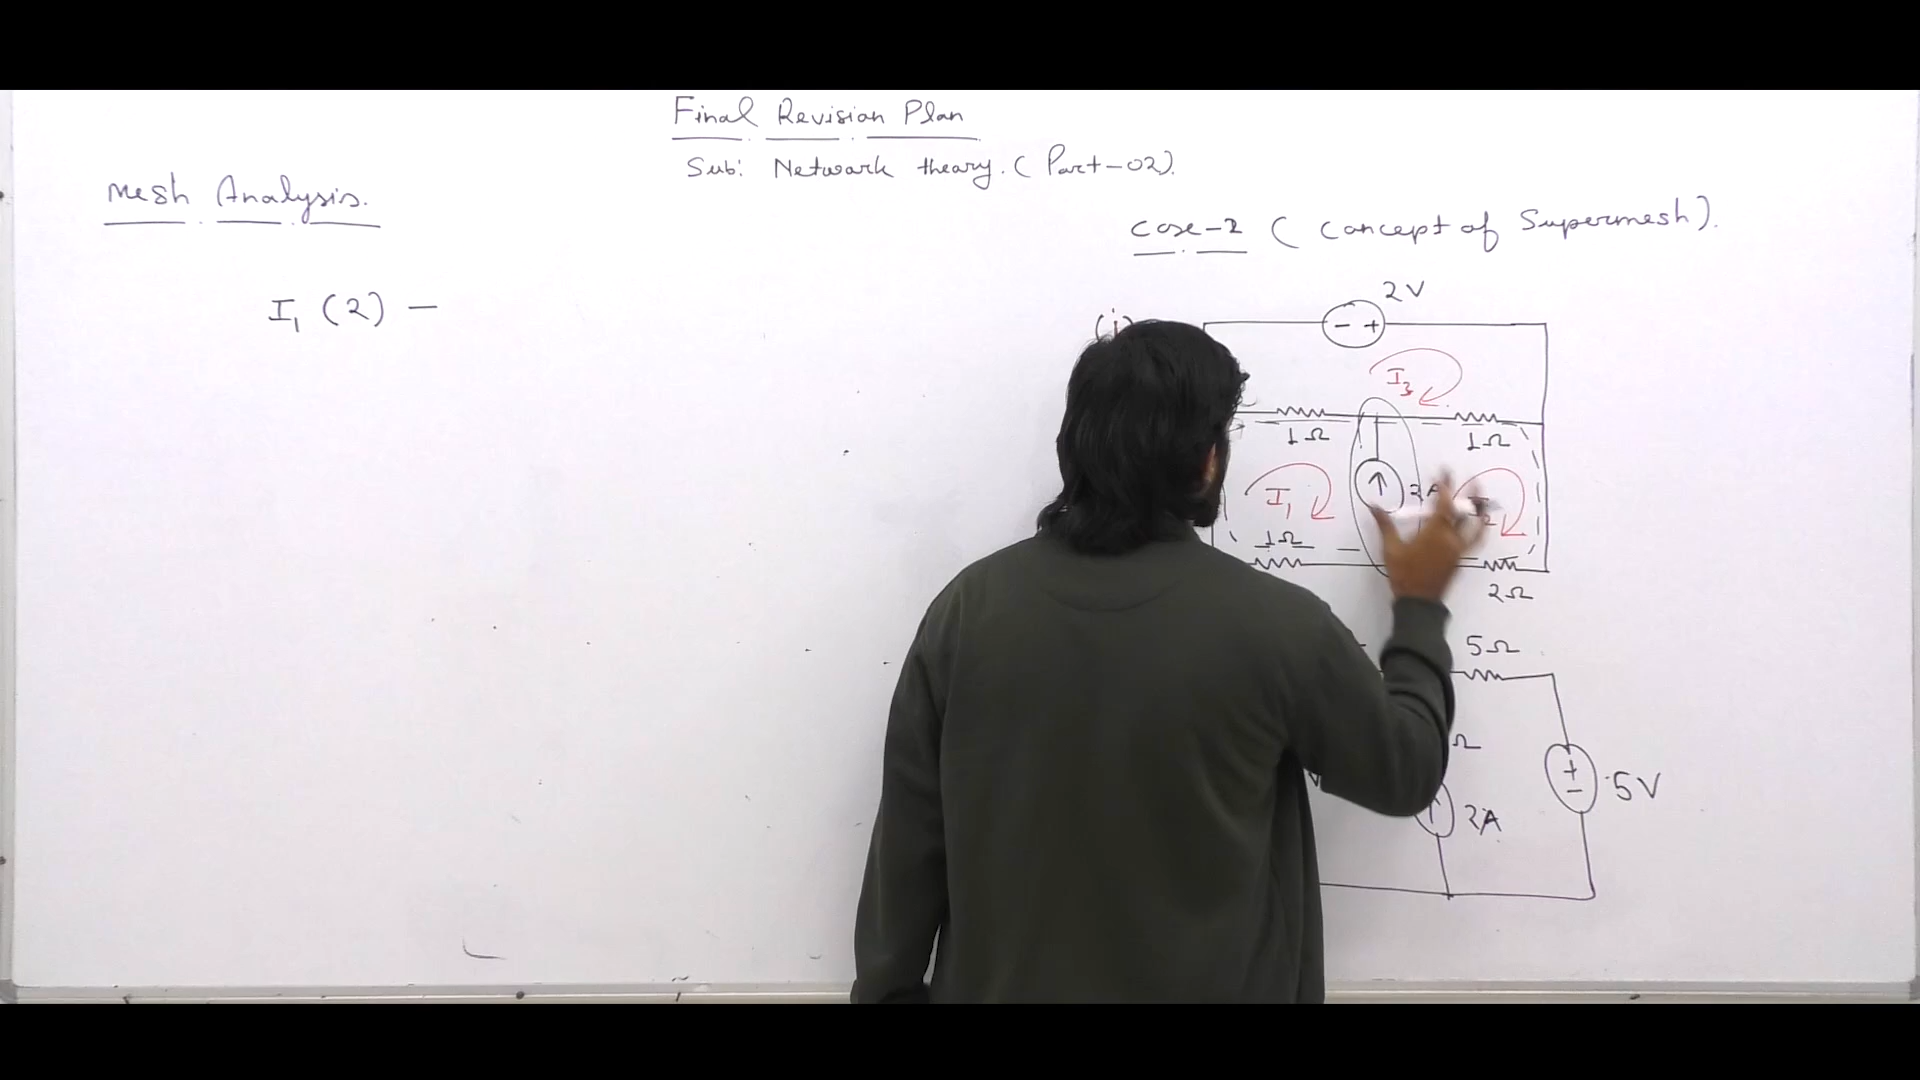 Final Revision Plan
Sub: Network theory. (Part-02).
Mesh Analysis.
Case-2 (Concept of Supermesh).
I₁ (2) −
2V
(i)
− +
I₃
1Ω
1Ω
I₁
↑
1Ω
2Ω
5Ω
Ω
+
−
5V
2A